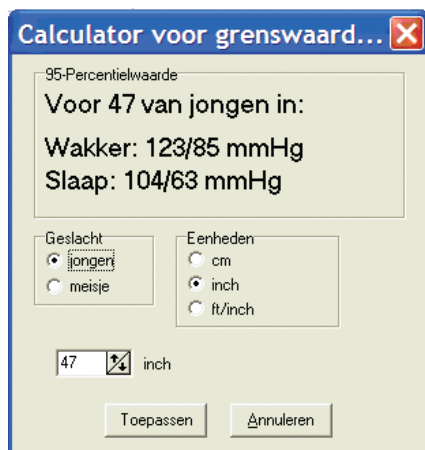 Calculator voor grenswaard...
95-Percentielwaarde
Voor 47 van jongen in:
Wakker: 123/85 mmHg
Slaap: 104/63 mmHg
Geslacht
jongen
meisje
Eenheden
cm
inch
ft/inch
47 inch
Toepassen Annuleren